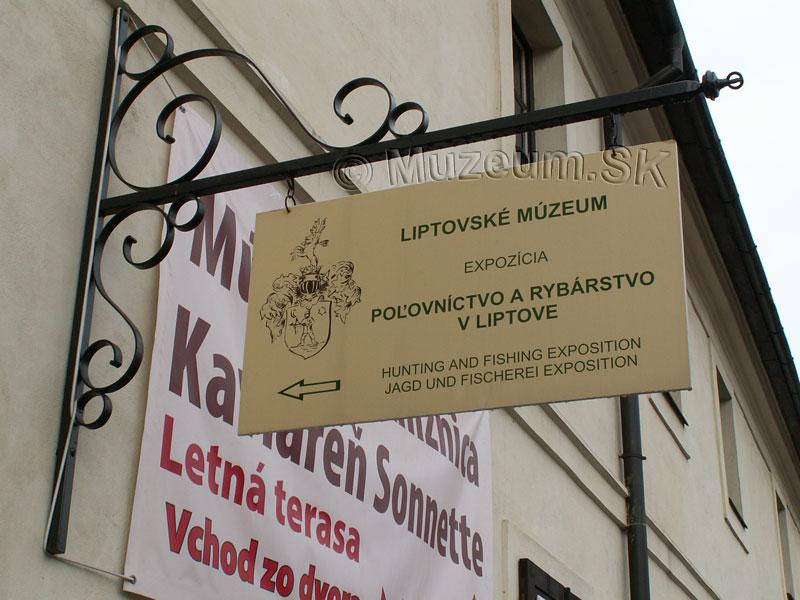 © Muzeum.SK
LIPTOVSKÉ MÚZEUM
EXPOZÍCIA
POĽOVNÍCTVO A RYBÁRSTVO
V LIPTOVE
HUNTING AND FISHING EXPOSITION
JAGD UND FISCHEREI EXPOSITION
Sonnette
Letná terasa
Vchod zo dvora